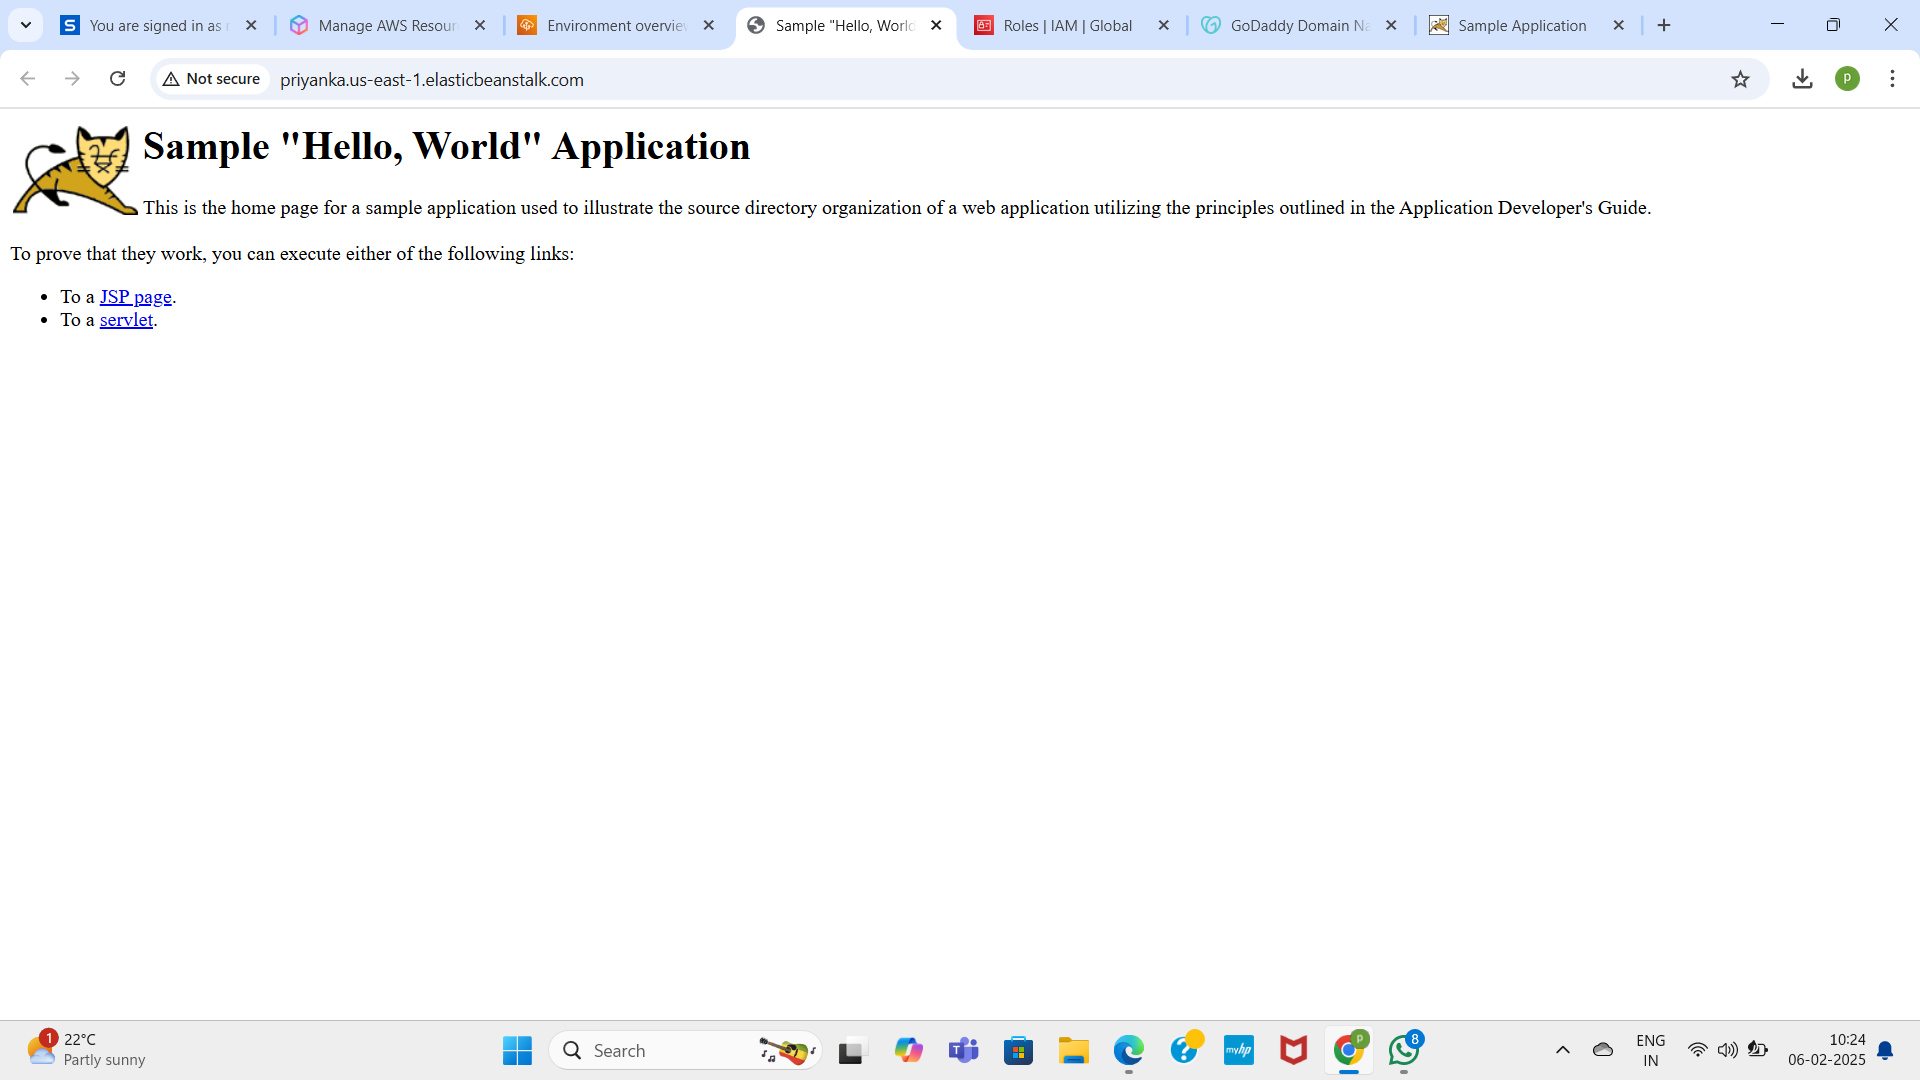 You are signed in as
Manage AWS Resour
Environment overview
Sample "Hello, World
Roles | IAM | Global
GoDaddy Domain Na
Sample Application
Not secure
priyanka.us-east-1.elasticbeanstalk.com
P
Sample "Hello, World" Application
This is the home page for a sample application used to illustrate the source directory organization of a web application utilizing the principles outlined in the Application Developer's Guide.
To prove that they work, you can execute either of the following links:
• To a JSP page.
• To a servlet.
1
22°C
Partly sunny
Search
myhp
P
8
ENG
IN
10:24
06-02-2025